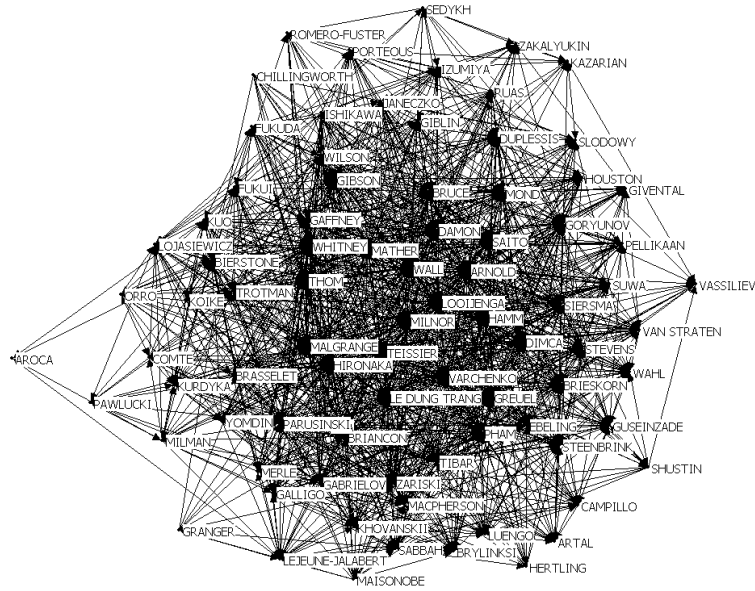 SEDYKH
ROMERO-FUSTER
ZAKALYUKIN
PORTEOUS
KAZARIAN
IZUMIYA
CHILLINGWORTH
RUAS
JANECZKO
ISHIKAWA
GIBLIN
FUKUDA
DUPLESSIS
SLODOWY
WILSON
HOUSTON
GIBSON
FUKUI
BRUCE
MOND
GIVENTAL
GAFFNEY
KUO
GORYUNOV
DAMON
SAITO
LOJASIEWICZ
WHITNEY
MATHER
PELLIKAAN
BIERSTONE
WALL
ARNOLD
THOM
SUWA
VASSILIEV
TROTMAN
ORRO
KOIKE
LOOIJENGA
SIERSMA
MILNOR
HAMM
VAN STRATEN
DIMCA
MALGRANGE
TEISSIER
STEVENS
COMTE
AROCA
HIRONAKA
WAHL
BRASSELET
VARCHENKO
KURDYKA
BRIESKORN
LE DUNG TRANG
GREUEL
PAWLUCKI
YOMDIN
PARUSINSKI
EBELING
GUSEINZADE
PHAM
MILMAN
BRIANCON
STEENBRINK
TIBAR
SHUSTIN
MERLE
GABRIELOV
ZARISKI
GALLIGO
MACPHERSON
CAMPILLO
KHOVANSKII
GRANGER
LUENGO
ARTAL
SABBAH
BRYLINKSI
LEJEUNE-JALABERT
HERTLING
MAISONOBE